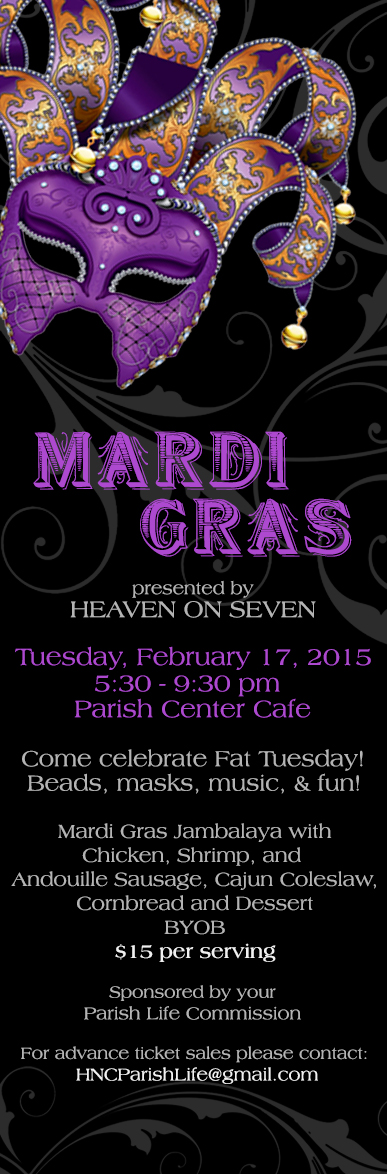 MARDI
GRAS
presented by
HEAVEN ON SEVEN
Tuesday, February 17, 2015
5:30 - 9:30 pm
Parish Center Cafe
Come celebrate Fat Tuesday!
Beads, masks, music, & fun!
Mardi Gras Jambalaya with
Chicken, Shrimp, and
Andouille Sausage, Cajun Coleslaw,
Cornbread and Dessert
BYOB
$15 per serving
Sponsored by your
Parish Life Commission
For advance ticket sales please contact:
HNCParishLife@gmail.com